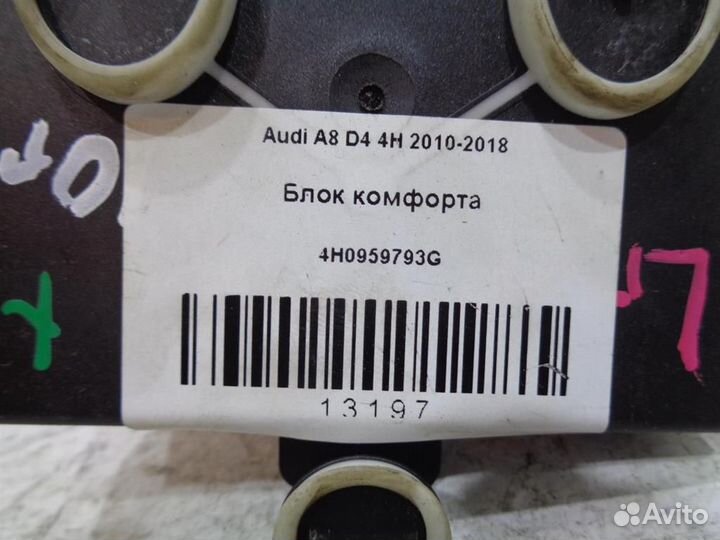 Audi A8 D4 4H 2010-2018
Блок комфорта
4H0959793G
13197
Avito